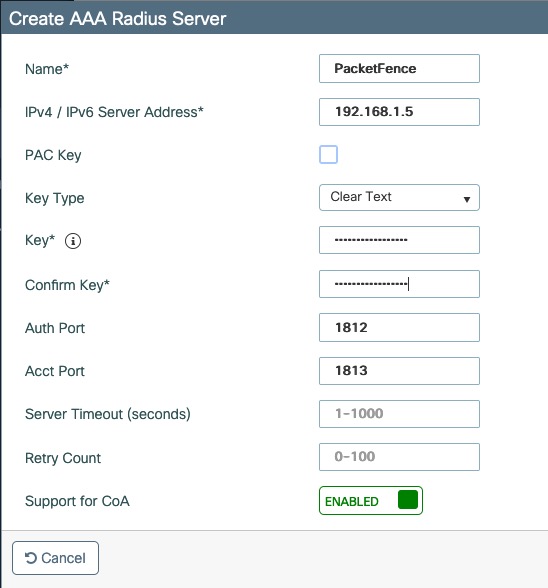 Create AAA Radius Server
Name* PacketFence
IPv4 / IPv6 Server Address* 192.168.1.5
PAC Key
Key Type Clear Text
Key* i ·················
Confirm Key* ·················
Auth Port 1812
Acct Port 1813
Server Timeout (seconds) 1-1000
Retry Count 0-100
Support for CoA ENABLED
Cancel